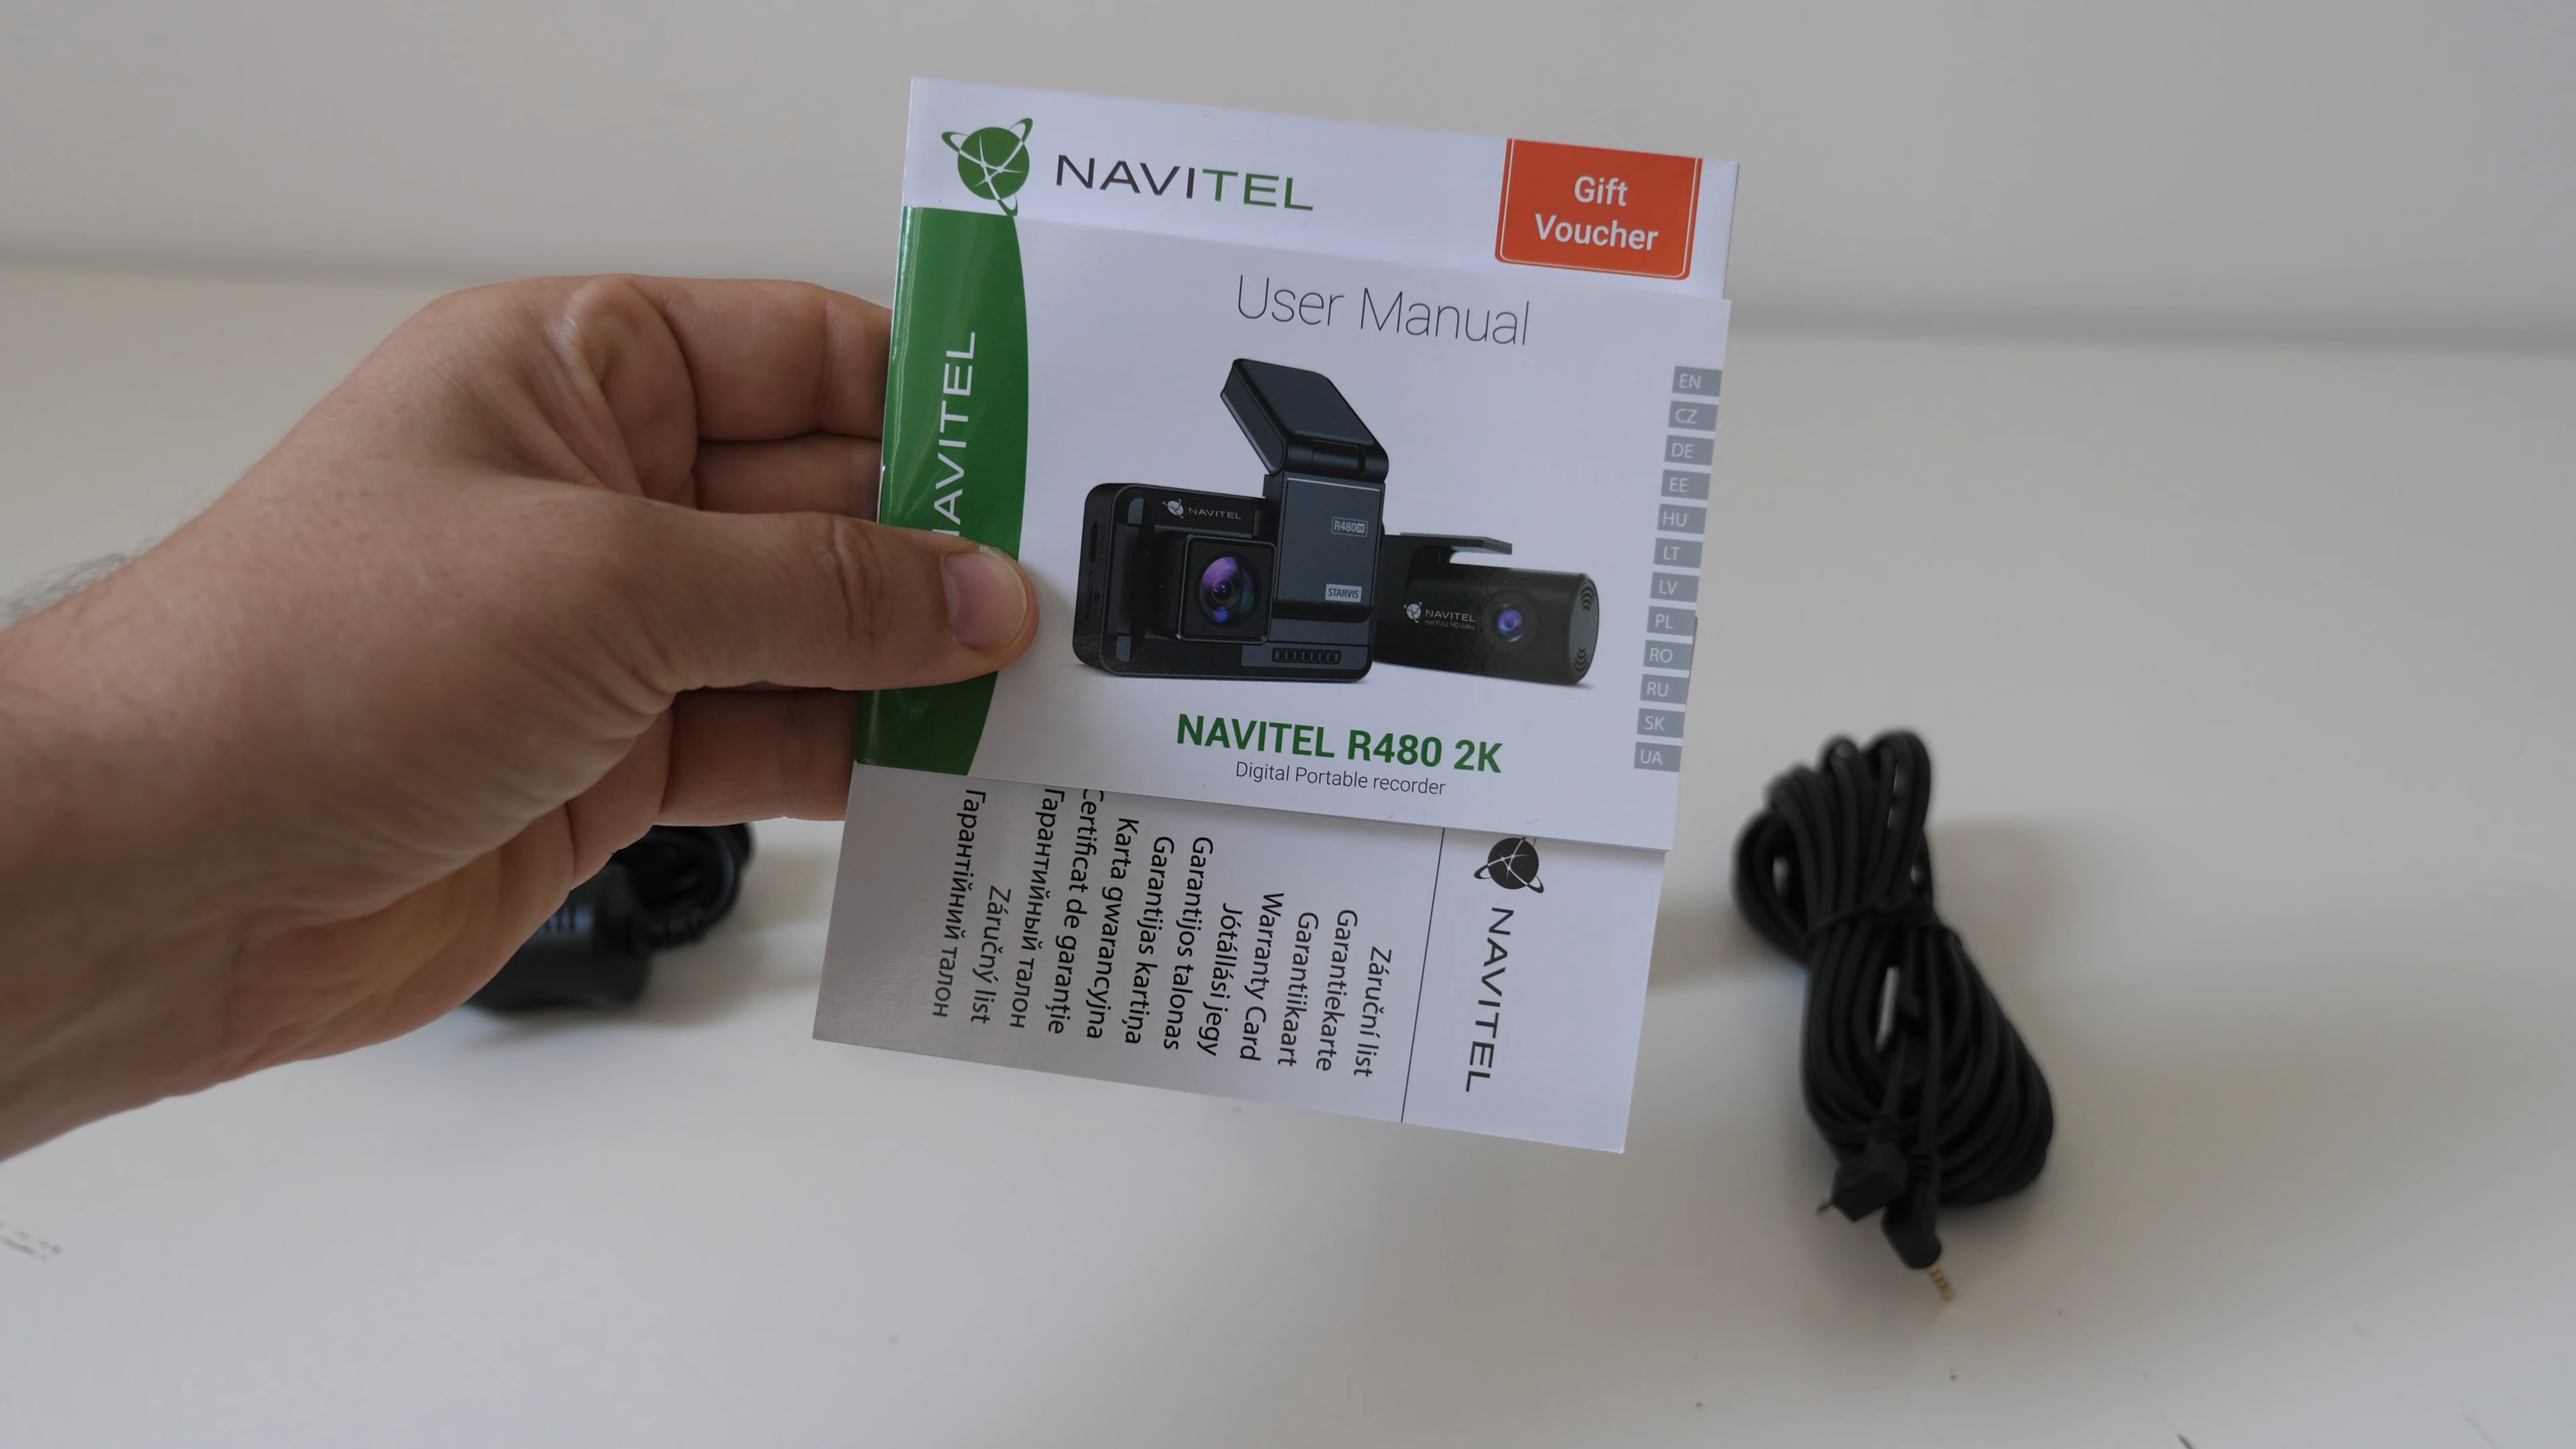 NAVITEL
Gift
Voucher
User Manual
NAVITEL
NAVITEL
R480
STARVIS
NAVITEL
EN
CZ
DE
EE
HU
LT
LV
PL
RO
RU
SK
UA
NAVITEL R480 2K
Digital Portable recorder
NAVITEL
Záruční list
Garantiekarte
Garantiikaart
Warranty Card
Jótállási jegy
Garantijos talonas
Garantijas kartiņa
Karta gwarancyjna
Certificat de garanție
Гарантийный талон
Záručný list
Гарантійний талон